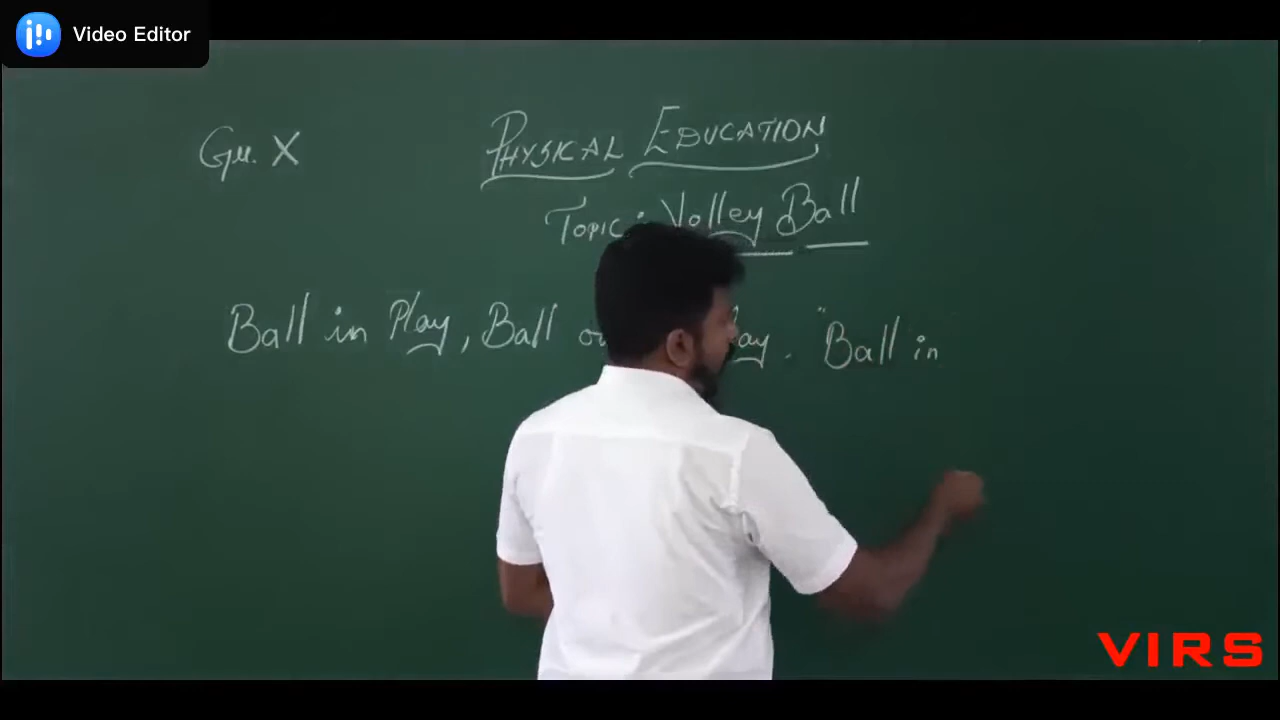 Video Editor
Gr. X
PHYSICAL EDUCATION
TOPIC: Volley Ball
Ball in Play, Ball "Ball in
VIRS